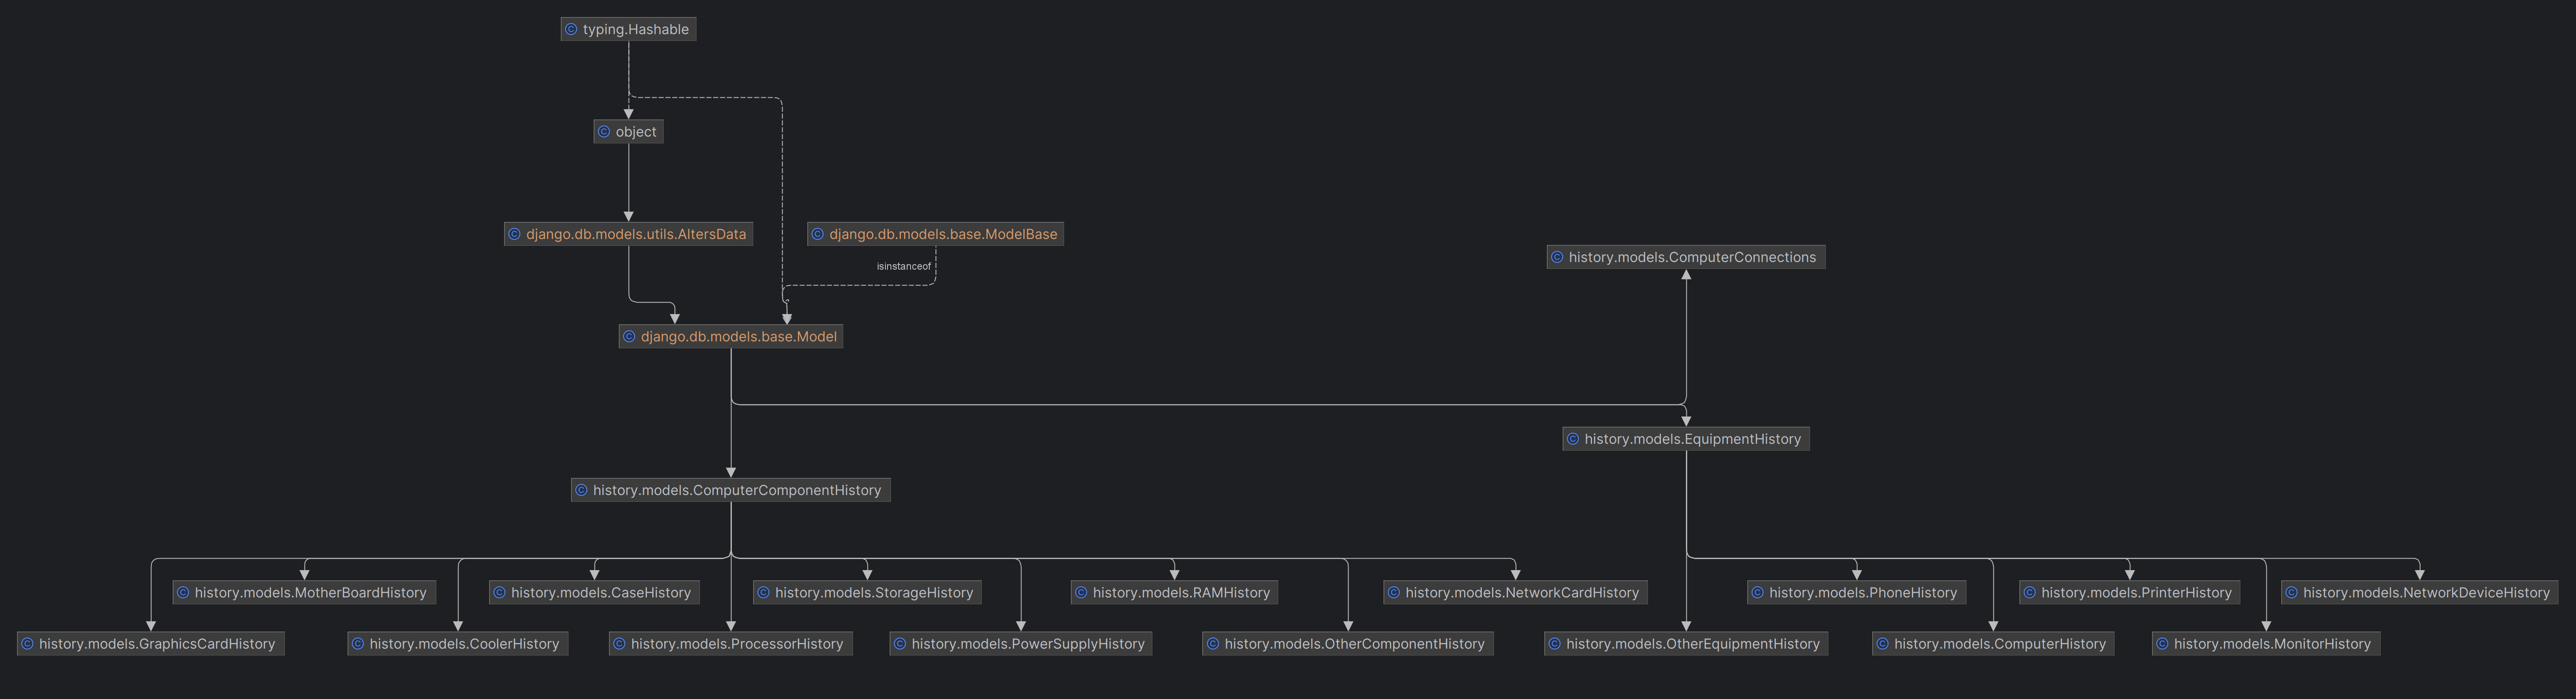 typing.Hashable
object
django.db.models.utils.AltersData
django.db.models.base.ModelBase
history.models.ComputerConnections
isinstanceof
django.db.models.base.Model
history.models.EquipmentHistory
history.models.ComputerComponentHistory
history.models.MotherBoardHistory
history.models.CaseHistory
history.models.StorageHistory
history.models.RAMHistory
history.models.NetworkCardHistory
history.models.PhoneHistory
history.models.PrinterHistory
history.models.NetworkDeviceHistory
history.models.GraphicsCardHistory
history.models.CoolerHistory
history.models.ProcessorHistory
history.models.PowerSupplyHistory
history.models.OtherComponentHistory
history.models.OtherEquipmentHistory
history.models.ComputerHistory
history.models.MonitorHistory